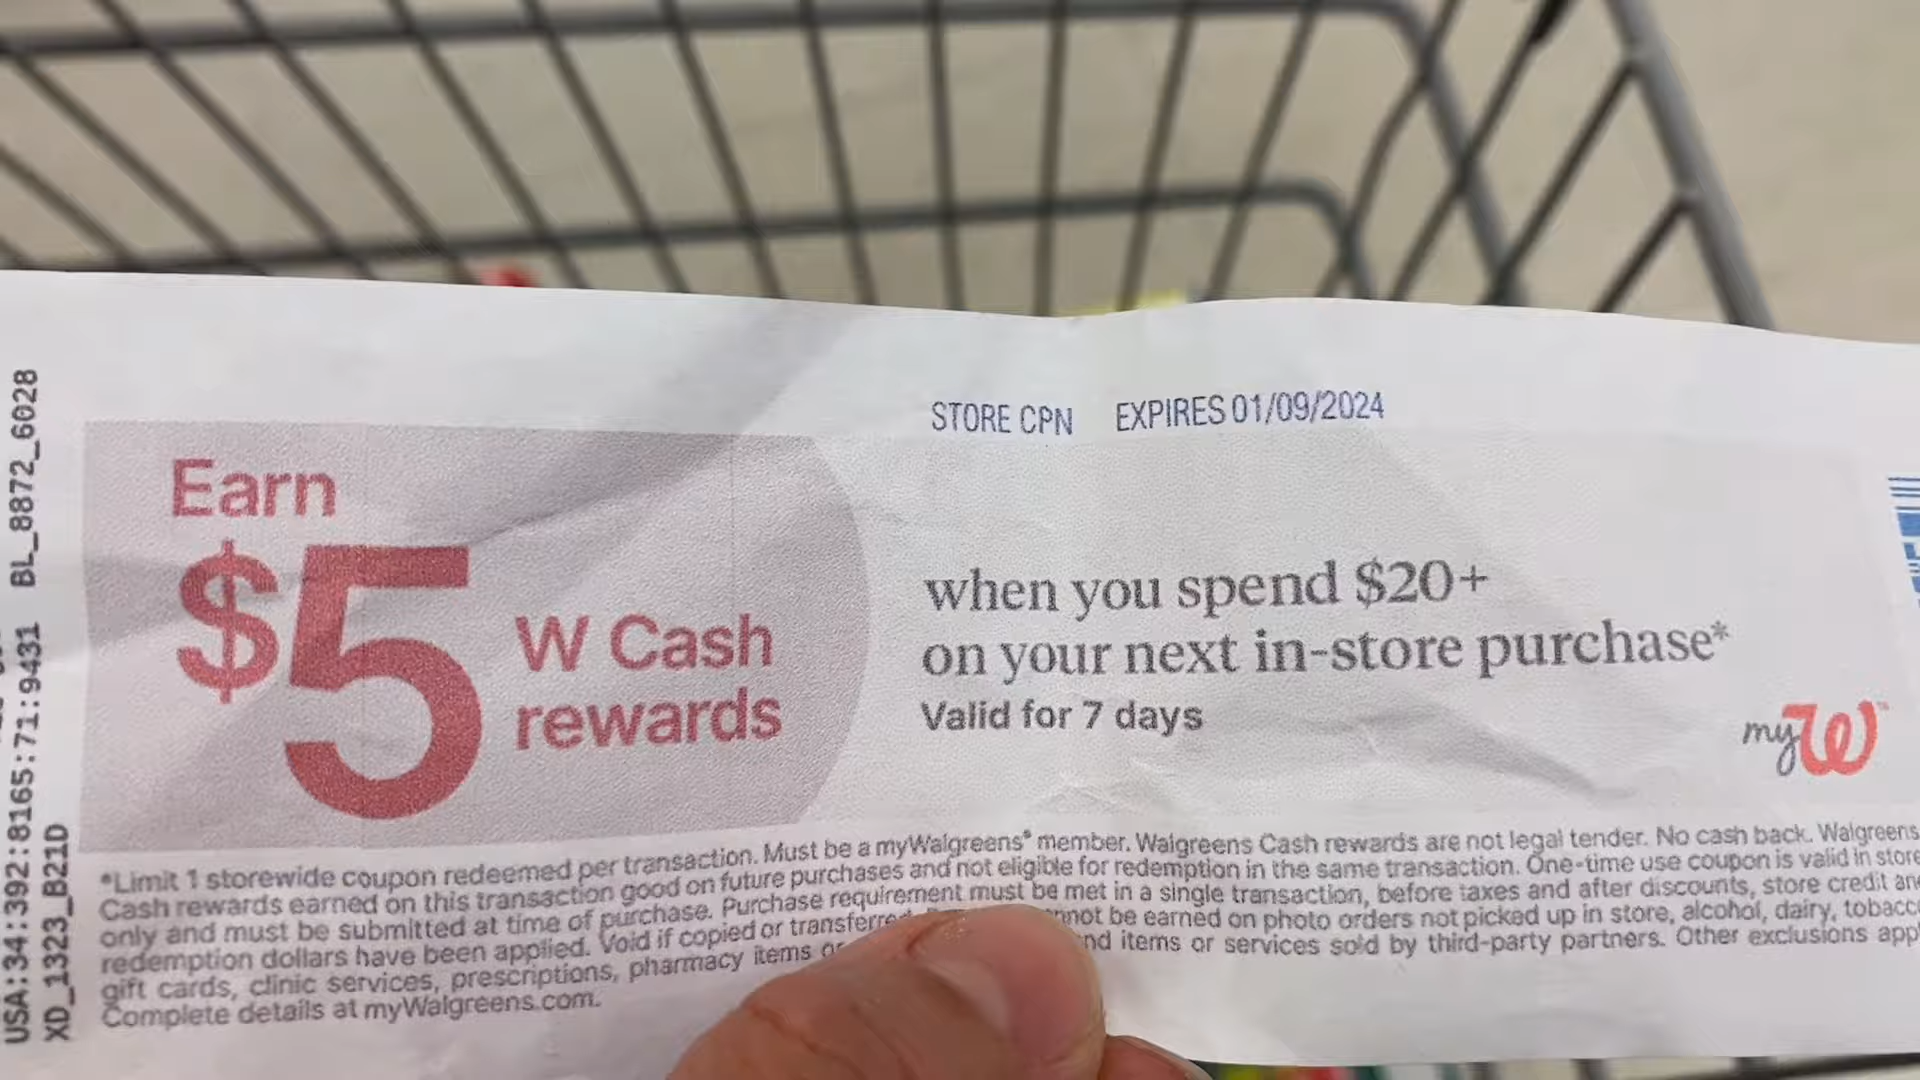 STORE CPN EXPIRES 01/09/2024
Earn
$5 W Cash rewards
when you spend $20+
on your next in-store purchase*
Valid for 7 days
myW
*Limit 1 storewide coupon redeemed per transaction. Must be a myWalgreens® member. Walgreens Cash rewards are not legal tender. No cash back. Walgreens
Cash rewards earned on this transaction good on future purchases and not eligible for redemption in the same transaction. One-time use coupon is valid in store
only and must be submitted at time of purchase. Purchase requirement must be met in a single transaction, before taxes and after discounts, store credit and
redemption dollars have been applied. Void if copied or transferred. be earned on photo orders not picked up in store, alcohol, dairy, tobacco
gift cards, clinic services, prescriptions, pharmacy items or items or services sold by third-party partners. Other exclusions
Complete details at myWalgreens.com.
USA:34:392:8165:71:9431 BL_8872_6028
XD_1323_B21D